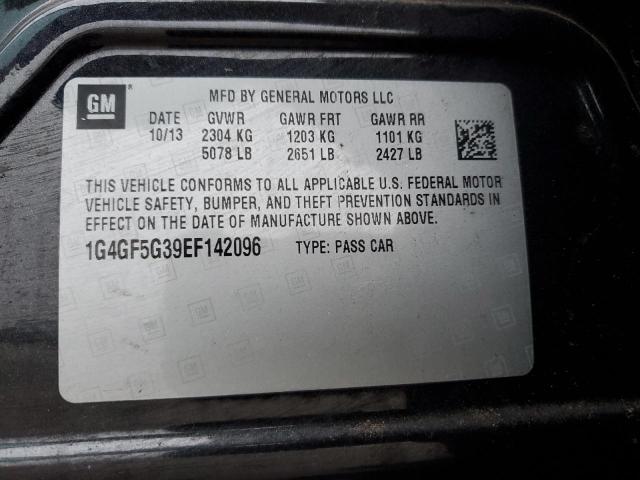 GM
MFD BY GENERAL MOTORS LLC
DATE GVWR GAWR FRT GAWR RR
10/13 2304 KG 1203 KG 1101 KG
5078 LB 2651 LB 2427 LB
THIS VEHICLE CONFORMS TO ALL APPLICABLE U.S. FEDERAL MOTOR
VEHICLE SAFETY, BUMPER, AND THEFT PREVENTION STANDARDS IN
EFFECT ON THE DATE OF MANUFACTURE SHOWN ABOVE.
1G4GF5G39EF142096 TYPE: PASS CAR